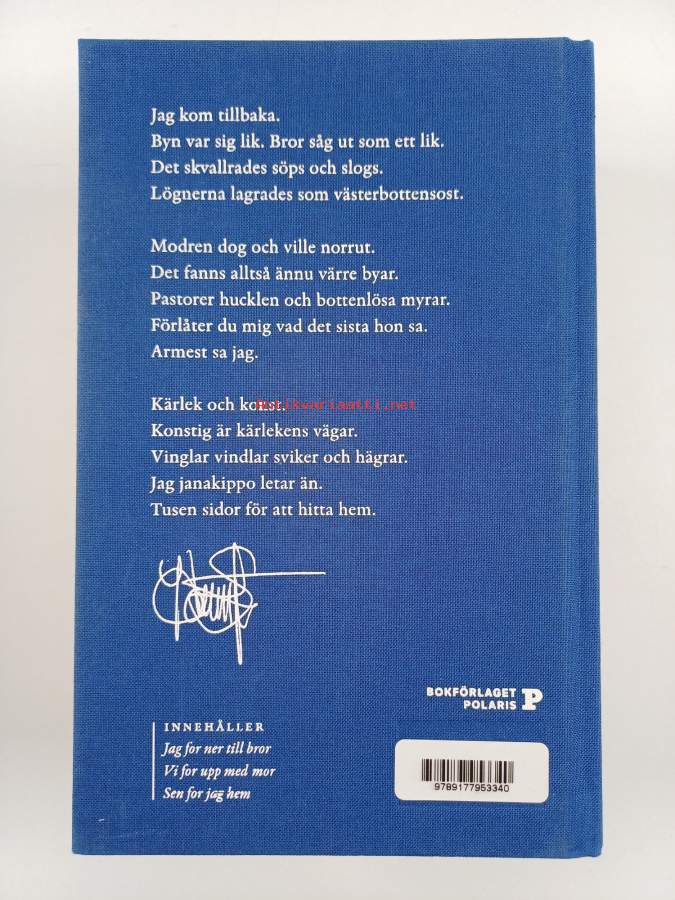 Jag kom tillbaka.
Byn var sig lik. Bror såg ut som ett lik.
Det skvallrades söps och slogs.
Lögnerna lagrades som västerbottensost.
Modren dog och ville norrut.
Det fanns alltså ännu värre byar.
Pastorer hucklen och bottenlösa myrar.
Förlåter du mig vad det sista hon sa.
Armest sa jag.
Kärlek och konst.
Antikvariaatti.net
Konstig är kärlekens vägar.
Vinglar vindlar sviker och hägrar.
Jag janakippo letar än.
Tusen sidor för att hitta hem.
BOKFÖRLAGET
POLARIS P
INNEHÅLLER
Jag for ner till bror
Vi for upp med mor
Sen for jag hem
9789177953340